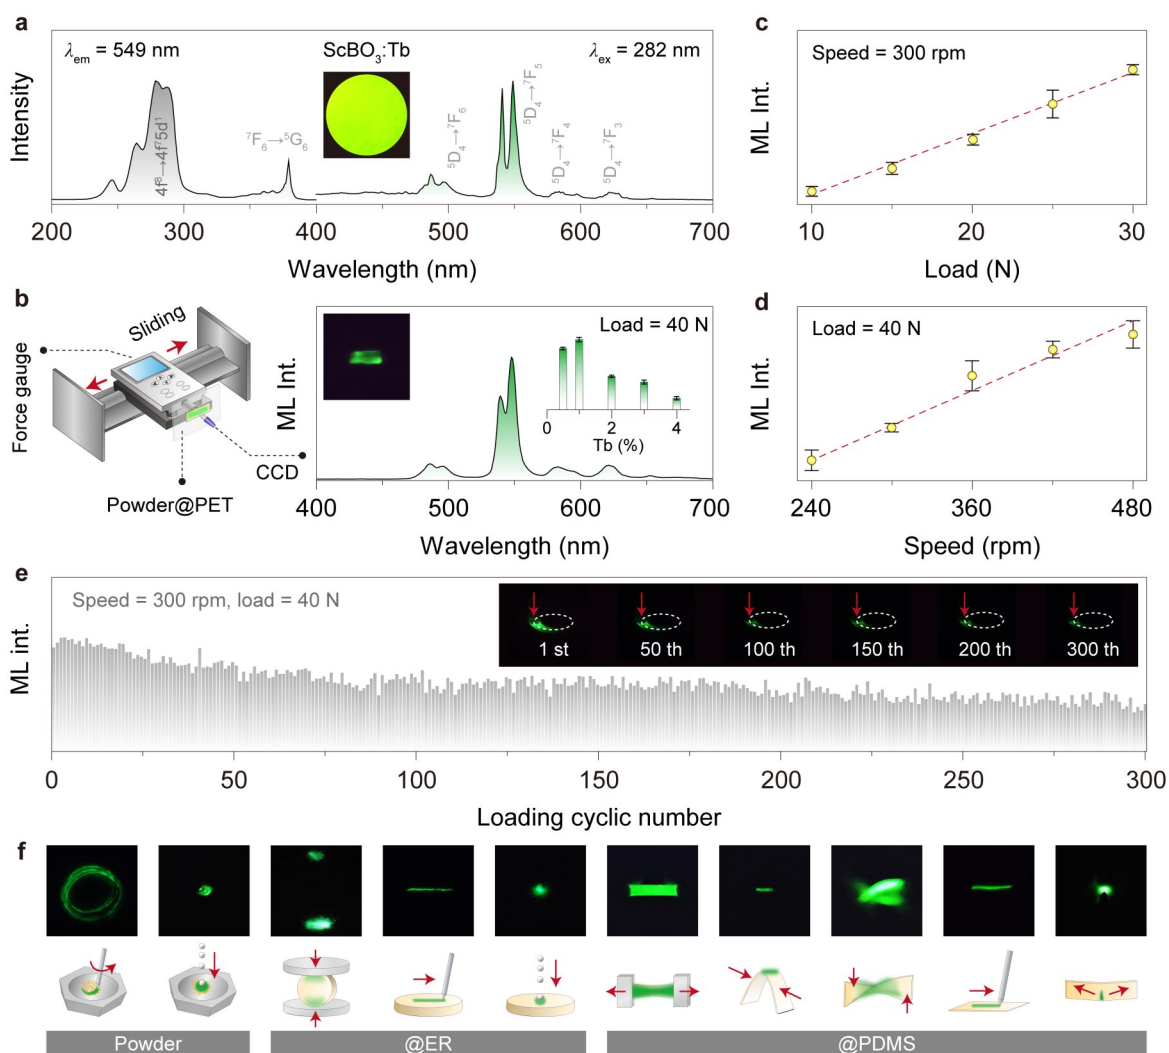 a
λem = 549 nm
ScBO₃:Tb
λex = 282 nm
Intensity
4f⁸→4f⁷5d¹
⁷F₆→⁵G₆
⁵D₄→⁷F₆
⁵D₄→⁷F₅
⁵D₄→⁷F₄
⁵D₄→⁷F₃
200 300 400 500 600 700
Wavelength (nm)
c
Speed = 300 rpm
ML Int.
10 20 30
Load (N)
b
Sliding
Force gauge
CCD
Powder@PET
Load = 40 N
ML Int.
0 2 4
Tb (%)
400 500 600 700
Wavelength (nm)
d
Load = 40 N
ML Int.
240 360 480
Speed (rpm)
e
Speed = 300 rpm, load = 40 N
1 st 50 th 100 th 150 th 200 th 300 th
ML int.
0 50 100 150 200 250 300
Loading cyclic number
f
Powder @ER @PDMS